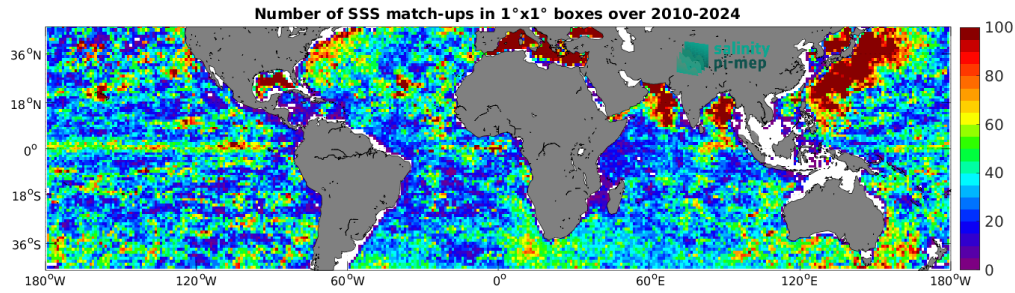 Number of SSS match-ups in 1°x1° boxes over 2010-2024
salinity
pi-mep
36°N
18°N
0°
18°S
36°S
180°W
120°W
60°W
0°
60°E
120°E
180°W
100
80
60
40
20
0